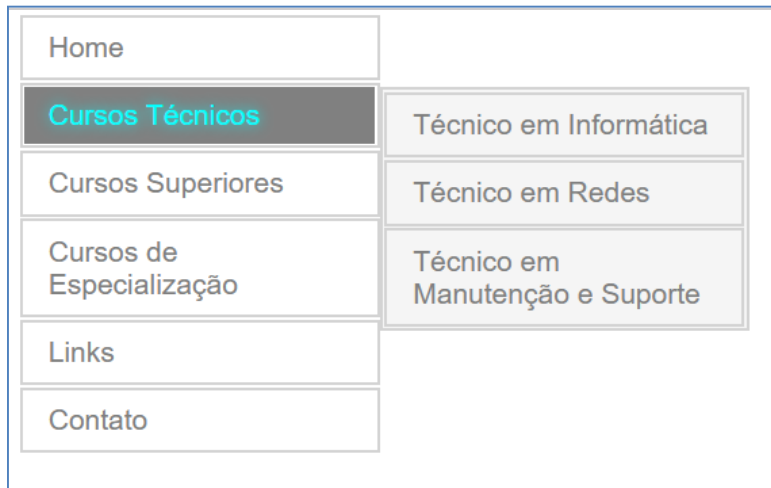 Home
Cursos Técnicos
Cursos Superiores
Cursos de
Especialização
Links
Contato
Técnico em Informática
Técnico em Redes
Técnico em
Manutenção e Suporte